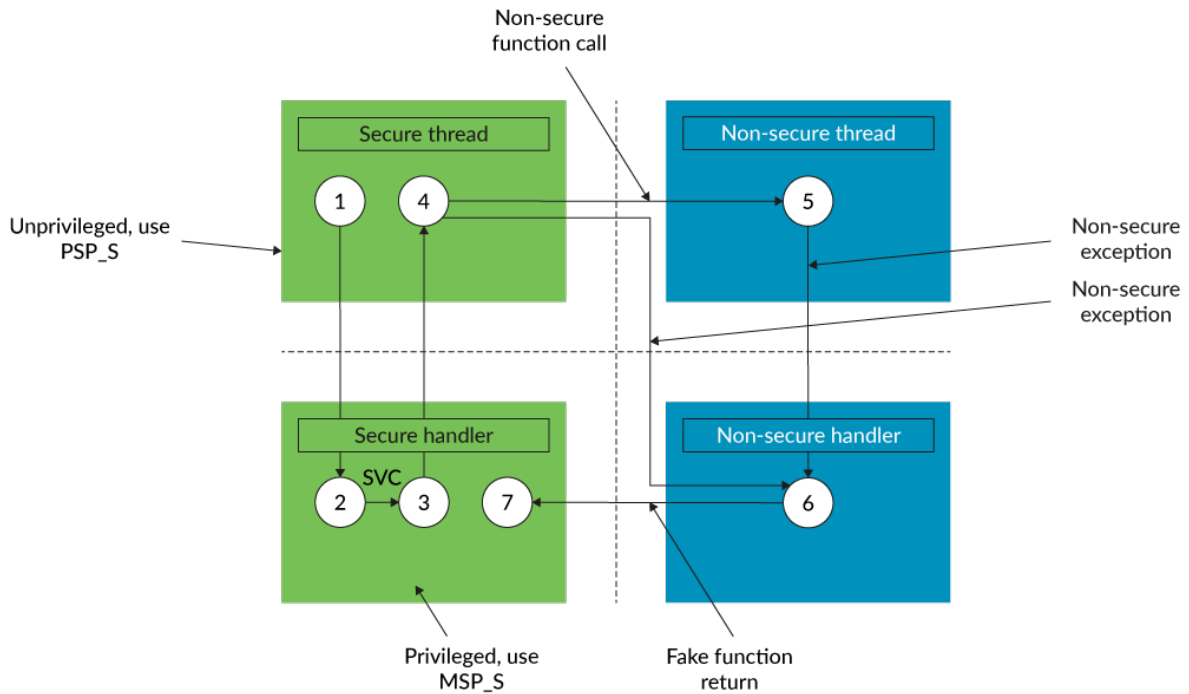 Non-secure
function call
Secure thread
Non-secure thread
1
4
5
Unprivileged, use
PSP_S
Non-secure
exception
Non-secure
exception
Secure handler
Non-secure handler
SVC
2
3
7
6
Privileged, use
MSP_S
Fake function
return